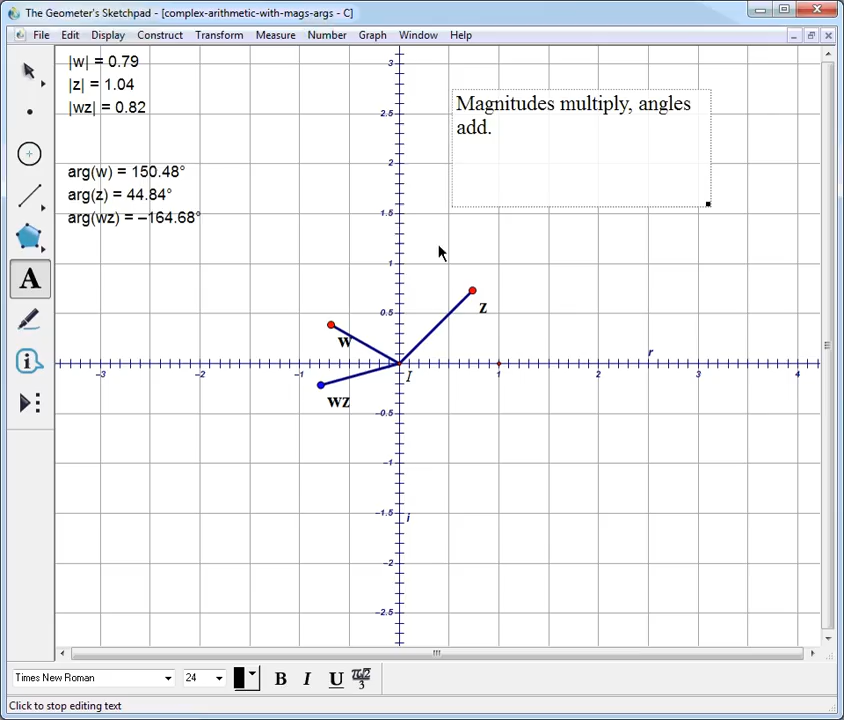 The Geometer's Sketchpad - [complex-arithmetic-with-mags-args - C]
File Edit Display Construct Transform Measure Number Graph Window Help
|w| = 0.79
|z| = 1.04
|wz| = 0.82
arg(w) = 150.48°
arg(z) = 44.84°
arg(wz) = –164.68°
Magnitudes multiply, angles
add.
3
2.5
2
1.5
1
0.5
z
w
r
-3 -2 -1 1 2 3 4
wz
-0.5
-1
-1.5
i
-2
-2.5
A
i
Times New Roman 24 B I U π√2/3
Click to stop editing text